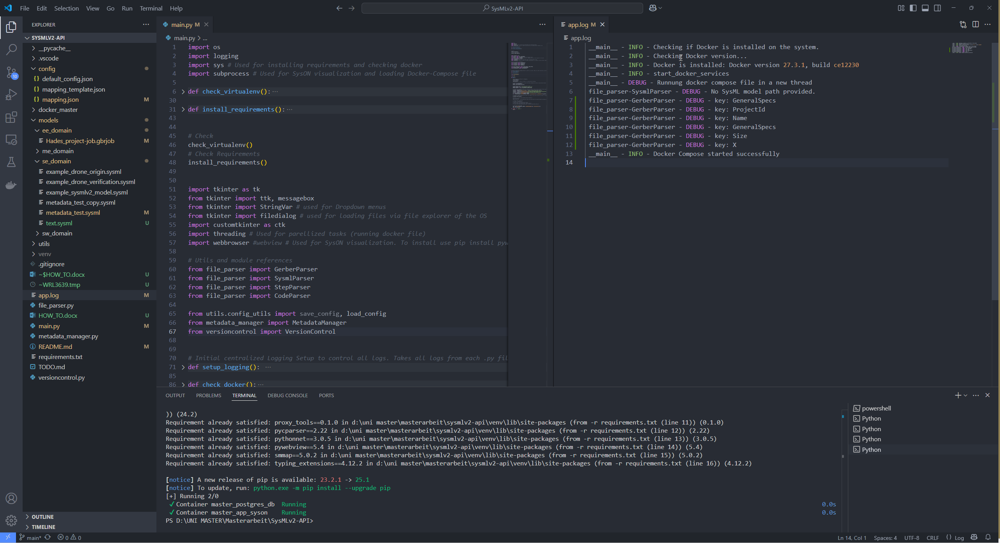 File Edit Selection View Go Run Terminal Help
SysMLv2-API
EXPLORER
SYSMLV2-API
__pycache__
.vscode
config
default_config.json
mapping_template.json
mapping.json M
docker_master
models
ee_domain
Hades_project-job.gbrjob M
me_domain
se_domain
example_drone_origin.sysml
example_drone_verification.sysml
example_sysmlv2_model.sysml
metadata_test_copy.sysml
metadata_test.sysml M
text.sysml U
sw_domain
utils
venv
.gitignore
~$HOW_TO.docx U
~WRL3639.tmp U
app.log M
file_parser.py
HOW_TO.docx U
main.py M
metadata_manager.py
README.md M
requirements.txt
TODO.md
versioncontrol.py
OUTLINE
TIMELINE
10
main.py M
main.py > ...
1 import os
2 import logging
3 import sys # Used for installing requirements and checking docker
4 import subprocess # Used for SysON visualization and loading Docker-Compose file
5
6 def check_virtualenv(): ···
30
31 def install_requirements(): ···
43
44
45 # Check
46 check_virtualenv()
47 # Check Requirements
48 install_requirements()
49
50
51 import tkinter as tk
52 from tkinter import ttk, messagebox
53 from tkinter import StringVar # used for Dropdown menus
54 from tkinter import filedialog # used for loading files via file explorer of the OS
55 import customtkinter as ctk
56 import threading # Used for parellized tasks (running docker file)
57 import webbrowser #webview # Used for SysON visualization. To install use pip install pyw
58
59 # Utils and module references
60 from file_parser import GerberParser
61 from file_parser import SysmlParser
62 from file_parser import StepParser
63 from file_parser import CodeParser
64
65 from utils.config_utils import save_config, load_config
66 from metadata_manager import MetadataManager
67 from versioncontrol import VersionControl
68
69
70 # Initial centralized Logging Setup to control all logs. Takes all logs from each .py fil
71 def setup_logging(): ···
85
86 def check_docker(): ···
app.log M
app.log
1 __main__ - INFO - Checking if Docker is installed on the system.
2 __main__ - INFO - Checking Docker version...
3 __main__ - INFO - Docker is installed: Docker version 27.3.1, build ce12230
4 __main__ - INFO - start_docker_services
5 __main__ - DEBUG - Runnung docker compose file in a new thread
6 file_parser-SysmlParser - DEBUG - No SysML model path provided.
7 file_parser-GerberParser - DEBUG - key: GeneralSpecs
8 file_parser-GerberParser - DEBUG - key: ProjectId
9 file_parser-GerberParser - DEBUG - key: Name
10 file_parser-GerberParser - DEBUG - key: GeneralSpecs
11 file_parser-GerberParser - DEBUG - key: Size
12 file_parser-GerberParser - DEBUG - key: X
13 __main__ - INFO - Docker Compose started successfully
14
OUTPUT PROBLEMS TERMINAL DEBUG CONSOLE PORTS
)) (24.2)
Requirement already satisfied: proxy_tools==0.1.0 in d:\uni master\masterarbeit\sysmlv2-api\venv\lib\site-packages (from -r requirements.txt (line 11)) (0.1.0)
Requirement already satisfied: pycparser==2.22 in d:\uni master\masterarbeit\sysmlv2-api\venv\lib\site-packages (from -r requirements.txt (line 12)) (2.22)
Requirement already satisfied: pythonnet==3.0.5 in d:\uni master\masterarbeit\sysmlv2-api\venv\lib\site-packages (from -r requirements.txt (line 13)) (3.0.5)
Requirement already satisfied: pywebview==5.4 in d:\uni master\masterarbeit\sysmlv2-api\venv\lib\site-packages (from -r requirements.txt (line 14)) (5.4)
Requirement already satisfied: smmap==5.0.2 in d:\uni master\masterarbeit\sysmlv2-api\venv\lib\site-packages (from -r requirements.txt (line 15)) (5.0.2)
Requirement already satisfied: typing_extensions==4.12.2 in d:\uni master\masterarbeit\sysmlv2-api\venv\lib\site-packages (from -r requirements.txt (line 16)) (4.12.2)
[notice] A new release of pip is available: 23.2.1 -> 25.1
[notice] To update, run: python.exe -m pip install --upgrade pip
[+] Running 2/0
✓ Container master_postgres_db Running 0.0s
✓ Container master_app_syson Running 0.0s
PS D:\UNI MASTER\Masterarbeit\SysMLv2-API>
powershell
Python
Python
Python
Python
main* 0 0
Ln 14, Col 1 Spaces: 4 UTF-8 CRLF {} Log